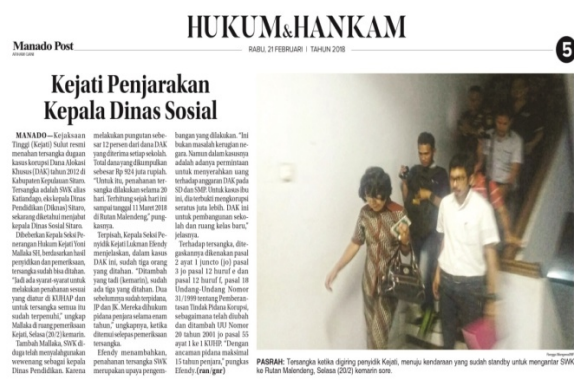 HUKUM&HANKAM
Manado Post
RABU, 21 FEBRUARI | TAHUN 2018
5
Kejati Penjarakan
Kepala Dinas Sosial
MANADO—Kejaksaan
Tinggi (Kejati) Sulut resmi
menahan tersangka dugaan
kasus korupsi Dana Alokasi
Khusus (DAK) tahun 2012 di
Kabupaten Kepulauan Sitaro.
Tersangka adalah SWK alias
Katiandago, eks kepala Dinas
Pendidikan (Diknas) Sitaro,
sekarang diketahui menjabat
kepala Dinas Sosial Sitaro.
Dibeberkan Kepala Seksi Pe-
nerangan Hukum Kejati Yoni
Mallaka SH, berdasarkan hasil
penyidikan dan pemeriksaan,
tersangka sudah bisa ditahan.
"Jadi ada syarat-syarat untuk
melakukan penahanan sesuai
yang diatur di KUHAP dan
untuk tersangka semua itu
sudah terpenuhi," ungkap
Mallaka di ruang pemeriksaan
Kejati, Selasa (20/2) kemarin.
Tambah Mallaka, SWK di-
duga telah menyalahgunakan
wewenang sebagai kepala
Dinas Pendidikan. Karena
melakukan pungutan sebe-
sar 12 persen dari dana DAK
yang diterima setiap sekolah.
Total dana yang dikumpulkan
sebesar Rp 924 juta rupiah.
"Untuk itu, penahanan ter-
sangka dilakukan selama 20
hari. Terhitung sejak hari ini
sampai tanggal 11 Maret 2018
di Rutan Malendeng," pung-
kasnya.
Terpisah, Kepala Seksi Pe-
nyidik Kejati Lukman Efendy
menjelaskan, dalam kasus
DAK ini, sudah tiga orang
yang ditahan. "Ditambah
yang tadi (kemarin), sudah
ada tiga yang ditahan. Dua
sebelumnya sudah terpidana,
JP dan JK. Mereka dihukum
pidana penjara selama enam
tahun," ungkapnya, ketika
ditemui selepas pemeriksaan
tersangka.
Efendy menambahkan,
penahanan tersangka SWK
merupakan upaya pengem-
bangan yang dilakukan. "Ini
bukan masalah kerugian ne-
gara. Namun dalam kasusnya
adalah adanya permintaan
untuk menyerahkan uang
terhadap anggaran DAK pada
SD dan SMP. Untuk kasus ibu
ini, dia terbukti mengkorupsi
seratus juta lebih. DAK ini
untuk pembangunan sekolah
dan ruang kelas baru,"
jelasnya.
Terhadap tersangka, dite-
gaskannya dikenakan pasal
2 ayat 1 juncto (jo) pasal
3 jo pasal 12 huruf e dan
pasal 12 huruf f, pasal 18
Undang-Undang Nomor
31/1999 tentang Pemberan-
tasan Tindak Pidana Korupsi,
sebagaimana telah diubah
dan ditambah UU Nomor
20 tahun 2001 jo pasal 55
ayat 1 ke 1 KUHP. "Dengan
ancaman pidana maksimal
15 tahun penjara," pungkas
Efendy.(ran/gnr)
PASRAH: Tersangka ketika digiring penyidik Kejati, menuju kendaraan yang sudah standby untuk mengantar SWK
ke Rutan Malendeng, Selasa (20/2) kemarin sore.